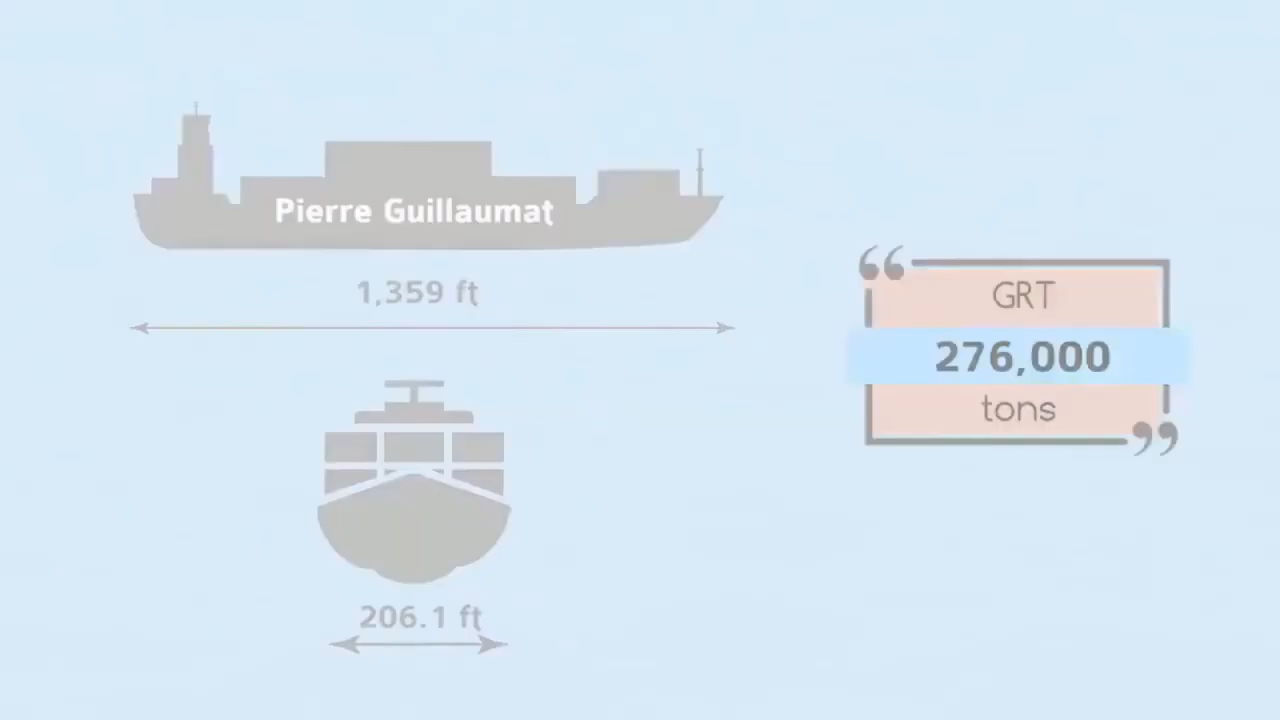 Pierre Guillaumat
1,359 ft
206.1 ft
GRT
276,000
tons